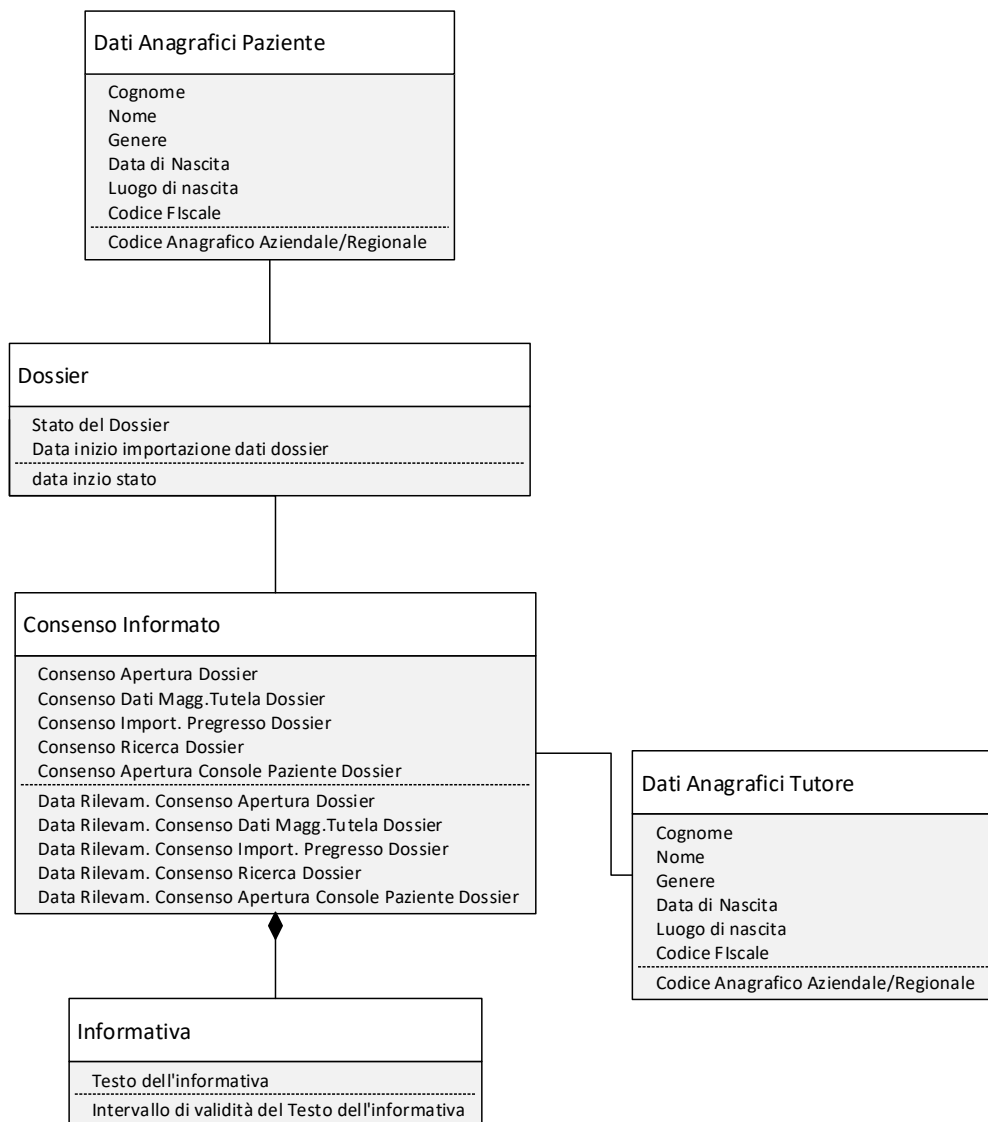 Dati Anagrafici Paziente
Cognome
Nome
Genere
Data di Nascita
Luogo di nascita
Codice FIscale
Codice Anagrafico Aziendale/Regionale
Dossier
Stato del Dossier
Data inizio importazione dati dossier
data inzio stato
Consenso Informato
Consenso Apertura Dossier
Consenso Dati Magg.Tutela Dossier
Consenso Import. Pregresso Dossier
Consenso Ricerca Dossier
Consenso Apertura Console Paziente Dossier
Data Rilevam. Consenso Apertura Dossier
Data Rilevam. Consenso Dati Magg.Tutela Dossier
Data Rilevam. Consenso Import. Pregresso Dossier
Data Rilevam. Consenso Ricerca Dossier
Data Rilevam. Consenso Apertura Console Paziente Dossier
Dati Anagrafici Tutore
Cognome
Nome
Genere
Data di Nascita
Luogo di nascita
Codice FIscale
Codice Anagrafico Aziendale/Regionale
Informativa
Testo dell'informativa
Intervallo di validità del Testo dell'informativa